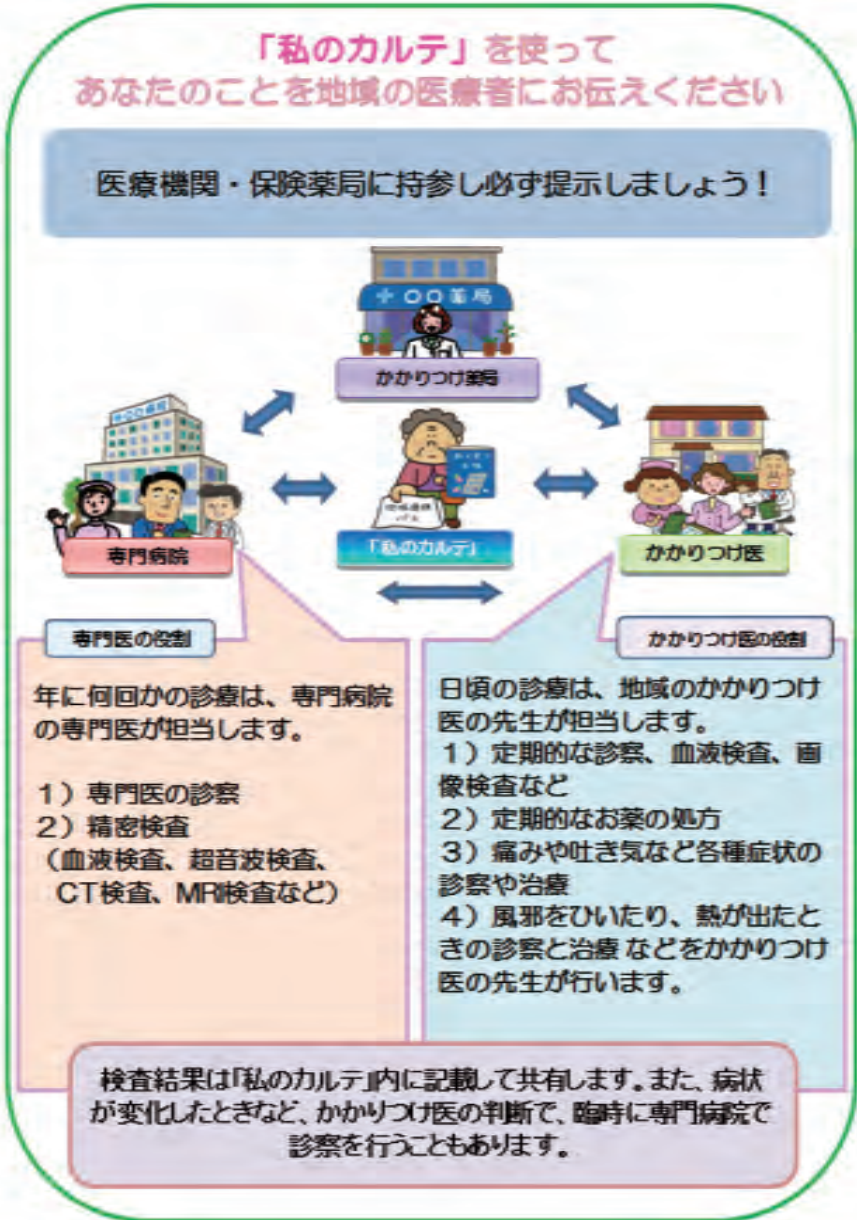 「私のカルテ」を使って
あなたのことを地域の医療者にお伝えください
医療機関・保険薬局に持参し必ず提示しましょう！
〇〇薬局
かかりつけ薬局
専門病院
「私のカルテ」
かかりつけ医
専門医の役割
年に何回かの診療は、専門病院
の専門医が担当します。
1）専門医の診察
2）精密検査
（血液検査、超音波検査、
CT検査、MRI検査など）
かかりつけ医の役割
日頃の診療は、地域のかかりつけ
医の先生が担当します。
1）定期的な診察、血液検査、画
像検査など
2）定期的なお薬の処方
3）痛みや吐き気など各種症状の
診察や治療
4）風邪をひいたり、熱が出たと
きの診察と治療 などをかかりつけ
医の先生が行います。
検査結果は「私のカルテ」内に記載して共有します。また、病状
が変化したときなど、かかりつけ医の判断で、臨時に専門病院で
診察を行うこともあります。